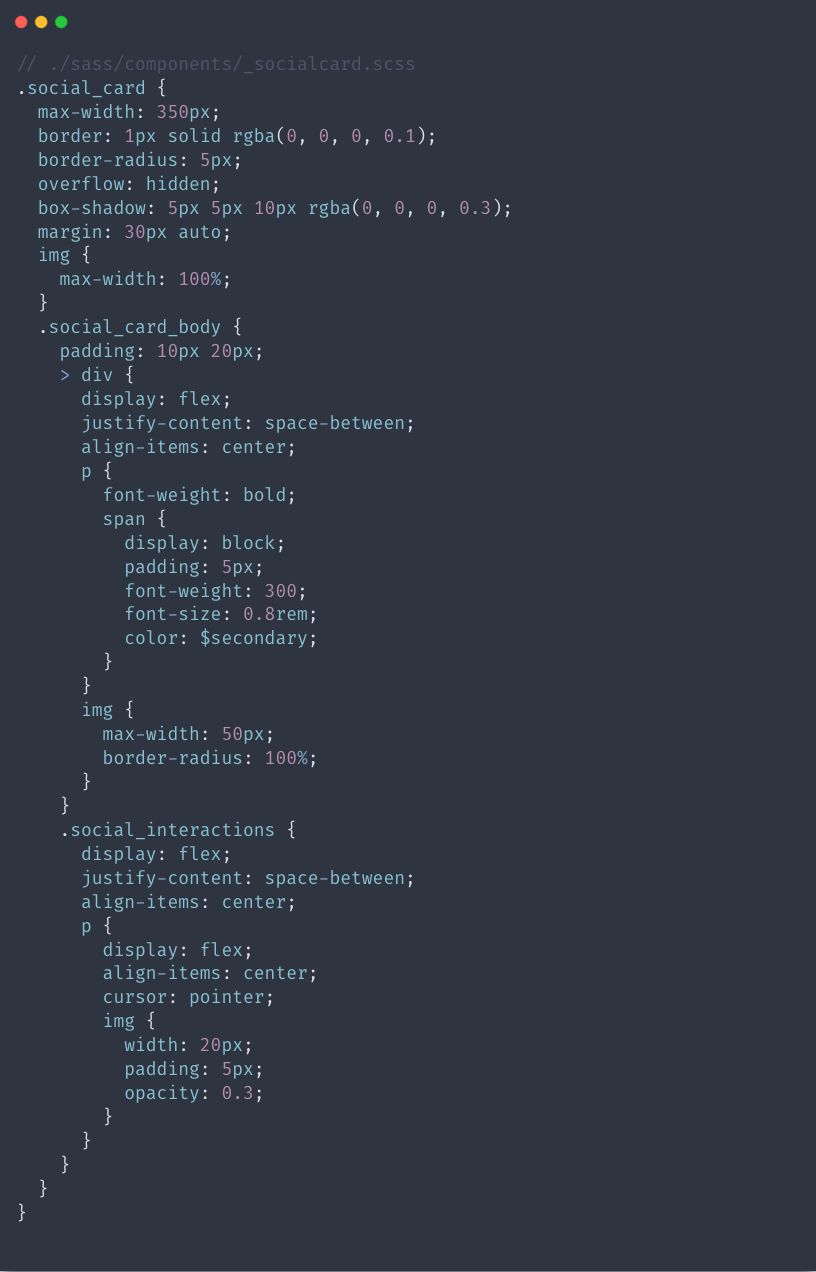 // ./sass/components/_socialcard.scss
.social_card {
  max-width: 350px;
  border: 1px solid rgba(0, 0, 0, 0.1);
  border-radius: 5px;
  overflow: hidden;
  box-shadow: 5px 5px 10px rgba(0, 0, 0, 0.3);
  margin: 30px auto;
  img {
    max-width: 100%;
  }
  .social_card_body {
    padding: 10px 20px;
    > div {
      display: flex;
      justify-content: space-between;
      align-items: center;
      p {
        font-weight: bold;
        span {
          display: block;
          padding: 5px;
          font-weight: 300;
          font-size: 0.8rem;
          color: $secondary;
        }
      }
      img {
        max-width: 50px;
        border-radius: 100%;
      }
    }
    .social_interactions {
      display: flex;
      justify-content: space-between;
      align-items: center;
      p {
        display: flex;
        align-items: center;
        cursor: pointer;
        img {
          width: 20px;
          padding: 5px;
          opacity: 0.3;
        }
      }
    }
  }
}